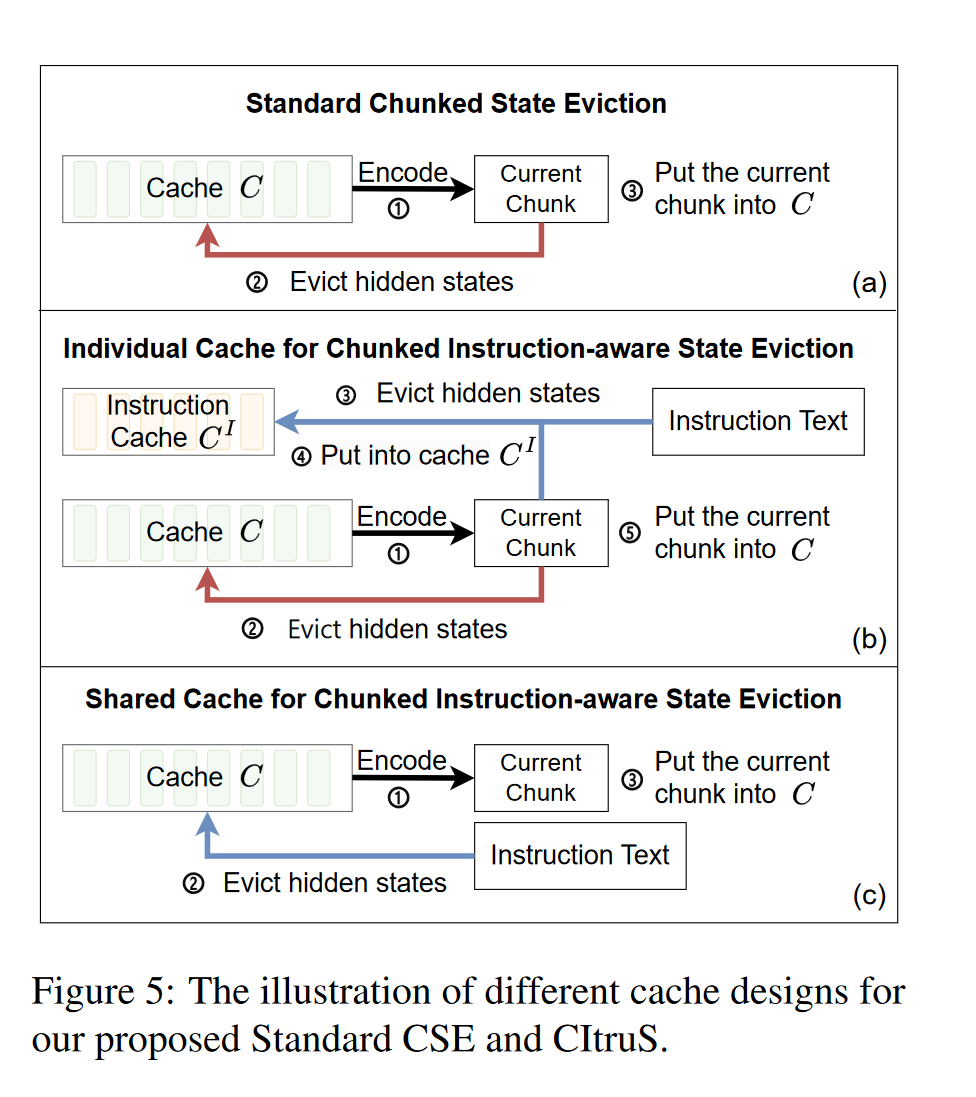 Standard Chunked State Eviction
Cache C
Encode
①
Current
Chunk
③ Put the current
chunk into C
② Evict hidden states
(a)
Individual Cache for Chunked Instruction-aware State Eviction
Instruction
Cache C^I
③ Evict hidden states
Instruction Text
④ Put into cache C^I
Cache C
Encode
①
Current
Chunk
⑤ Put the current
chunk into C
② Evict hidden states
(b)
Shared Cache for Chunked Instruction-aware State Eviction
Cache C
Encode
①
Current
Chunk
③ Put the current
chunk into C
Instruction Text
② Evict hidden states
(c)
Figure 5: The illustration of different cache designs for
our proposed Standard CSE and CItruS.